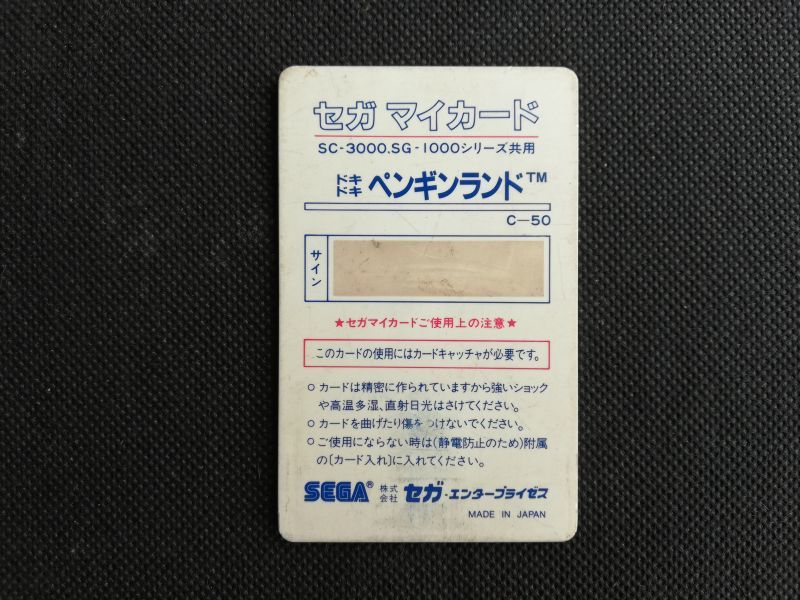 セガ マイカード
SC-3000.SG-1000シリーズ共用
ドキドキ ペンギンランド™
C-50
サイン
★セガマイカードご使用上の注意★
このカードの使用にはカードキャッチャが必要です。
○ カードは精密に作られていますから強いショック
や高温多湿、直射日光はさけてください。
○ カードを曲げたり傷をつけないでください。
○ ご使用にならない時は(静電防止のため)附属
の〔カード入れ〕に入れてください。
SEGA® 株式会社 セガ・エンタープライゼス
MADE IN JAPAN